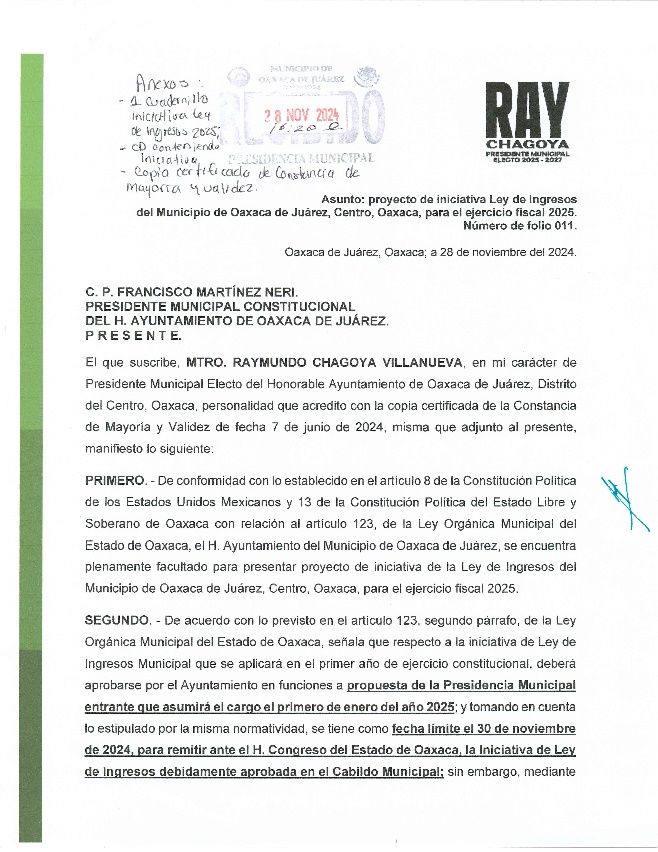 Anexos:
- 1 Cuadernillo
Iniciativa Ley
de Ingresos 2025,
- CD conteniendo
Iniciativa,
- Copia certificada de Constancia de
Mayoría y validez.
MUNICIPIO DE
OAXACA DE JUÁREZ
RECIBIDO
28 NOV 2024
PRESIDENCIA MUNICIPAL
RAY
CHAGOYA
PRESIDENTE MUNICIPAL
ELECTO 2025 - 2027
Asunto: proyecto de iniciativa Ley de Ingresos
del Municipio de Oaxaca de Juárez, Centro, Oaxaca, para el ejercicio fiscal 2025.
Número de folio 011.
Oaxaca de Juárez, Oaxaca; a 28 de noviembre del 2024.
C. P. FRANCISCO MARTÍNEZ NERI.
PRESIDENTE MUNICIPAL CONSTITUCIONAL
DEL H. AYUNTAMIENTO DE OAXACA DE JUÁREZ.
P R E S E N T E.
El que suscribe, MTRO. RAYMUNDO CHAGOYA VILLANUEVA, en mi carácter de
Presidente Municipal Electo del Honorable Ayuntamiento de Oaxaca de Juárez, Distrito
del Centro, Oaxaca, personalidad que acredito con la copia certificada de la Constancia
de Mayoría y Validez de fecha 7 de junio de 2024, misma que adjunto al presente,
manifiesto lo siguiente:
PRIMERO. - De conformidad con lo establecido en el artículo 8 de la Constitución Política
de los Estados Unidos Mexicanos y 13 de la Constitución Política del Estado Libre y
Soberano de Oaxaca con relación al artículo 123, de la Ley Orgánica Municipal del
Estado de Oaxaca, el H. Ayuntamiento del Municipio de Oaxaca de Juárez, se encuentra
plenamente facultado para presentar proyecto de iniciativa de la Ley de Ingresos del
Municipio de Oaxaca de Juárez, Centro, Oaxaca, para el ejercicio fiscal 2025.
SEGUNDO. - De acuerdo con lo previsto en el artículo 123, segundo párrafo, de la Ley
Orgánica Municipal del Estado de Oaxaca, señala que respecto a la iniciativa de Ley de
Ingresos Municipal que se aplicará en el primer año de ejercicio constitucional, deberá
aprobarse por el Ayuntamiento en funciones a propuesta de la Presidencia Municipal
entrante que asumirá el cargo el primero de enero del año 2025; y tomando en cuenta
lo estipulado por la misma normatividad, se tiene como fecha límite el 30 de noviembre
de 2024, para remitir ante el H. Congreso del Estado de Oaxaca, la Iniciativa de Ley
de Ingresos debidamente aprobada en el Cabildo Municipal; sin embargo, mediante